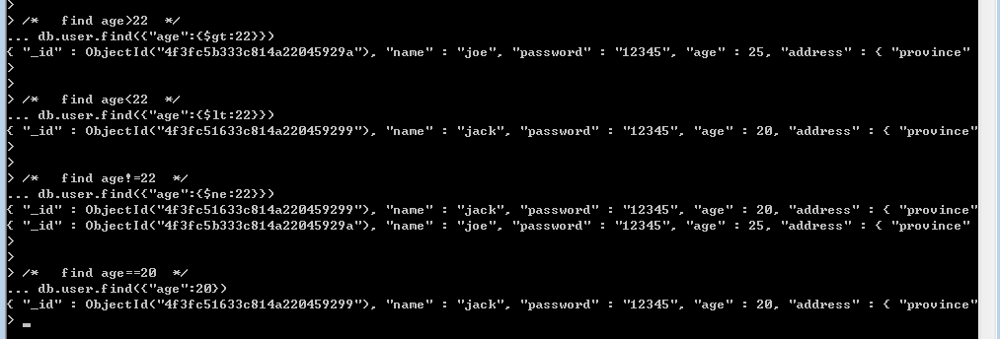 >
> /*   find age>22  */
... db.user.find({"age":{$gt:22}})
{ "_id" : ObjectId("4f3fc5b333c814a22045929a"), "name" : "joe", "password" : "12345", "age" : 25, "address" : { "province"
>
>
> /*   find age<22  */
... db.user.find({"age":{$lt:22}})
{ "_id" : ObjectId("4f3fc51633c814a220459299"), "name" : "jack", "password" : "12345", "age" : 20, "address" : { "province"
>
>
> /*   find age!=22  */
... db.user.find({"age":{$ne:22}})
{ "_id" : ObjectId("4f3fc51633c814a220459299"), "name" : "jack", "password" : "12345", "age" : 20, "address" : { "province"
{ "_id" : ObjectId("4f3fc5b333c814a22045929a"), "name" : "joe", "password" : "12345", "age" : 25, "address" : { "province"
>
>
> /*   find age==20  */
... db.user.find({"age":20})
{ "_id" : ObjectId("4f3fc51633c814a220459299"), "name" : "jack", "password" : "12345", "age" : 20, "address" : { "province"
>